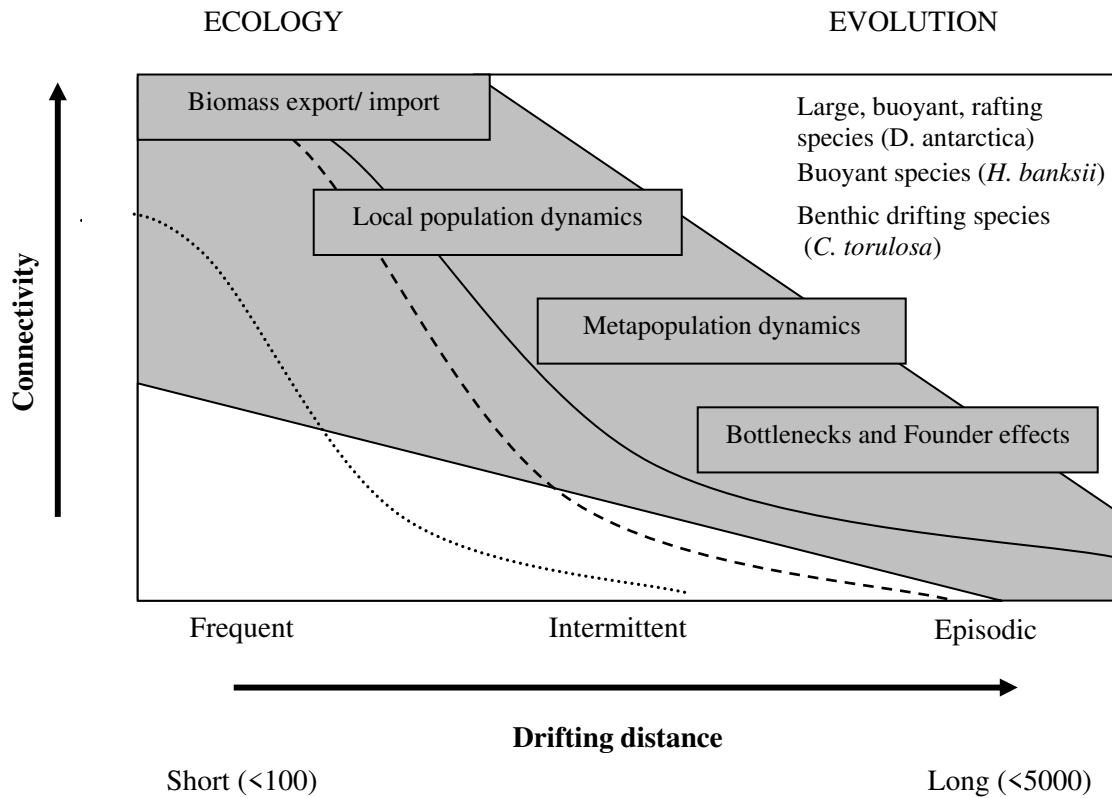 ECOLOGY
EVOLUTION
Biomass export/ import
Large, buoyant, rafting
species (D. antarctica)
Buoyant species (H. banksii)
Benthic drifting species
(C. torulosa)
Local population dynamics
Metapopulation dynamics
Bottlenecks and Founder effects
Connectivity
Frequent
Intermittent
Episodic
Drifting distance
Short (<100)
Long (<5000)